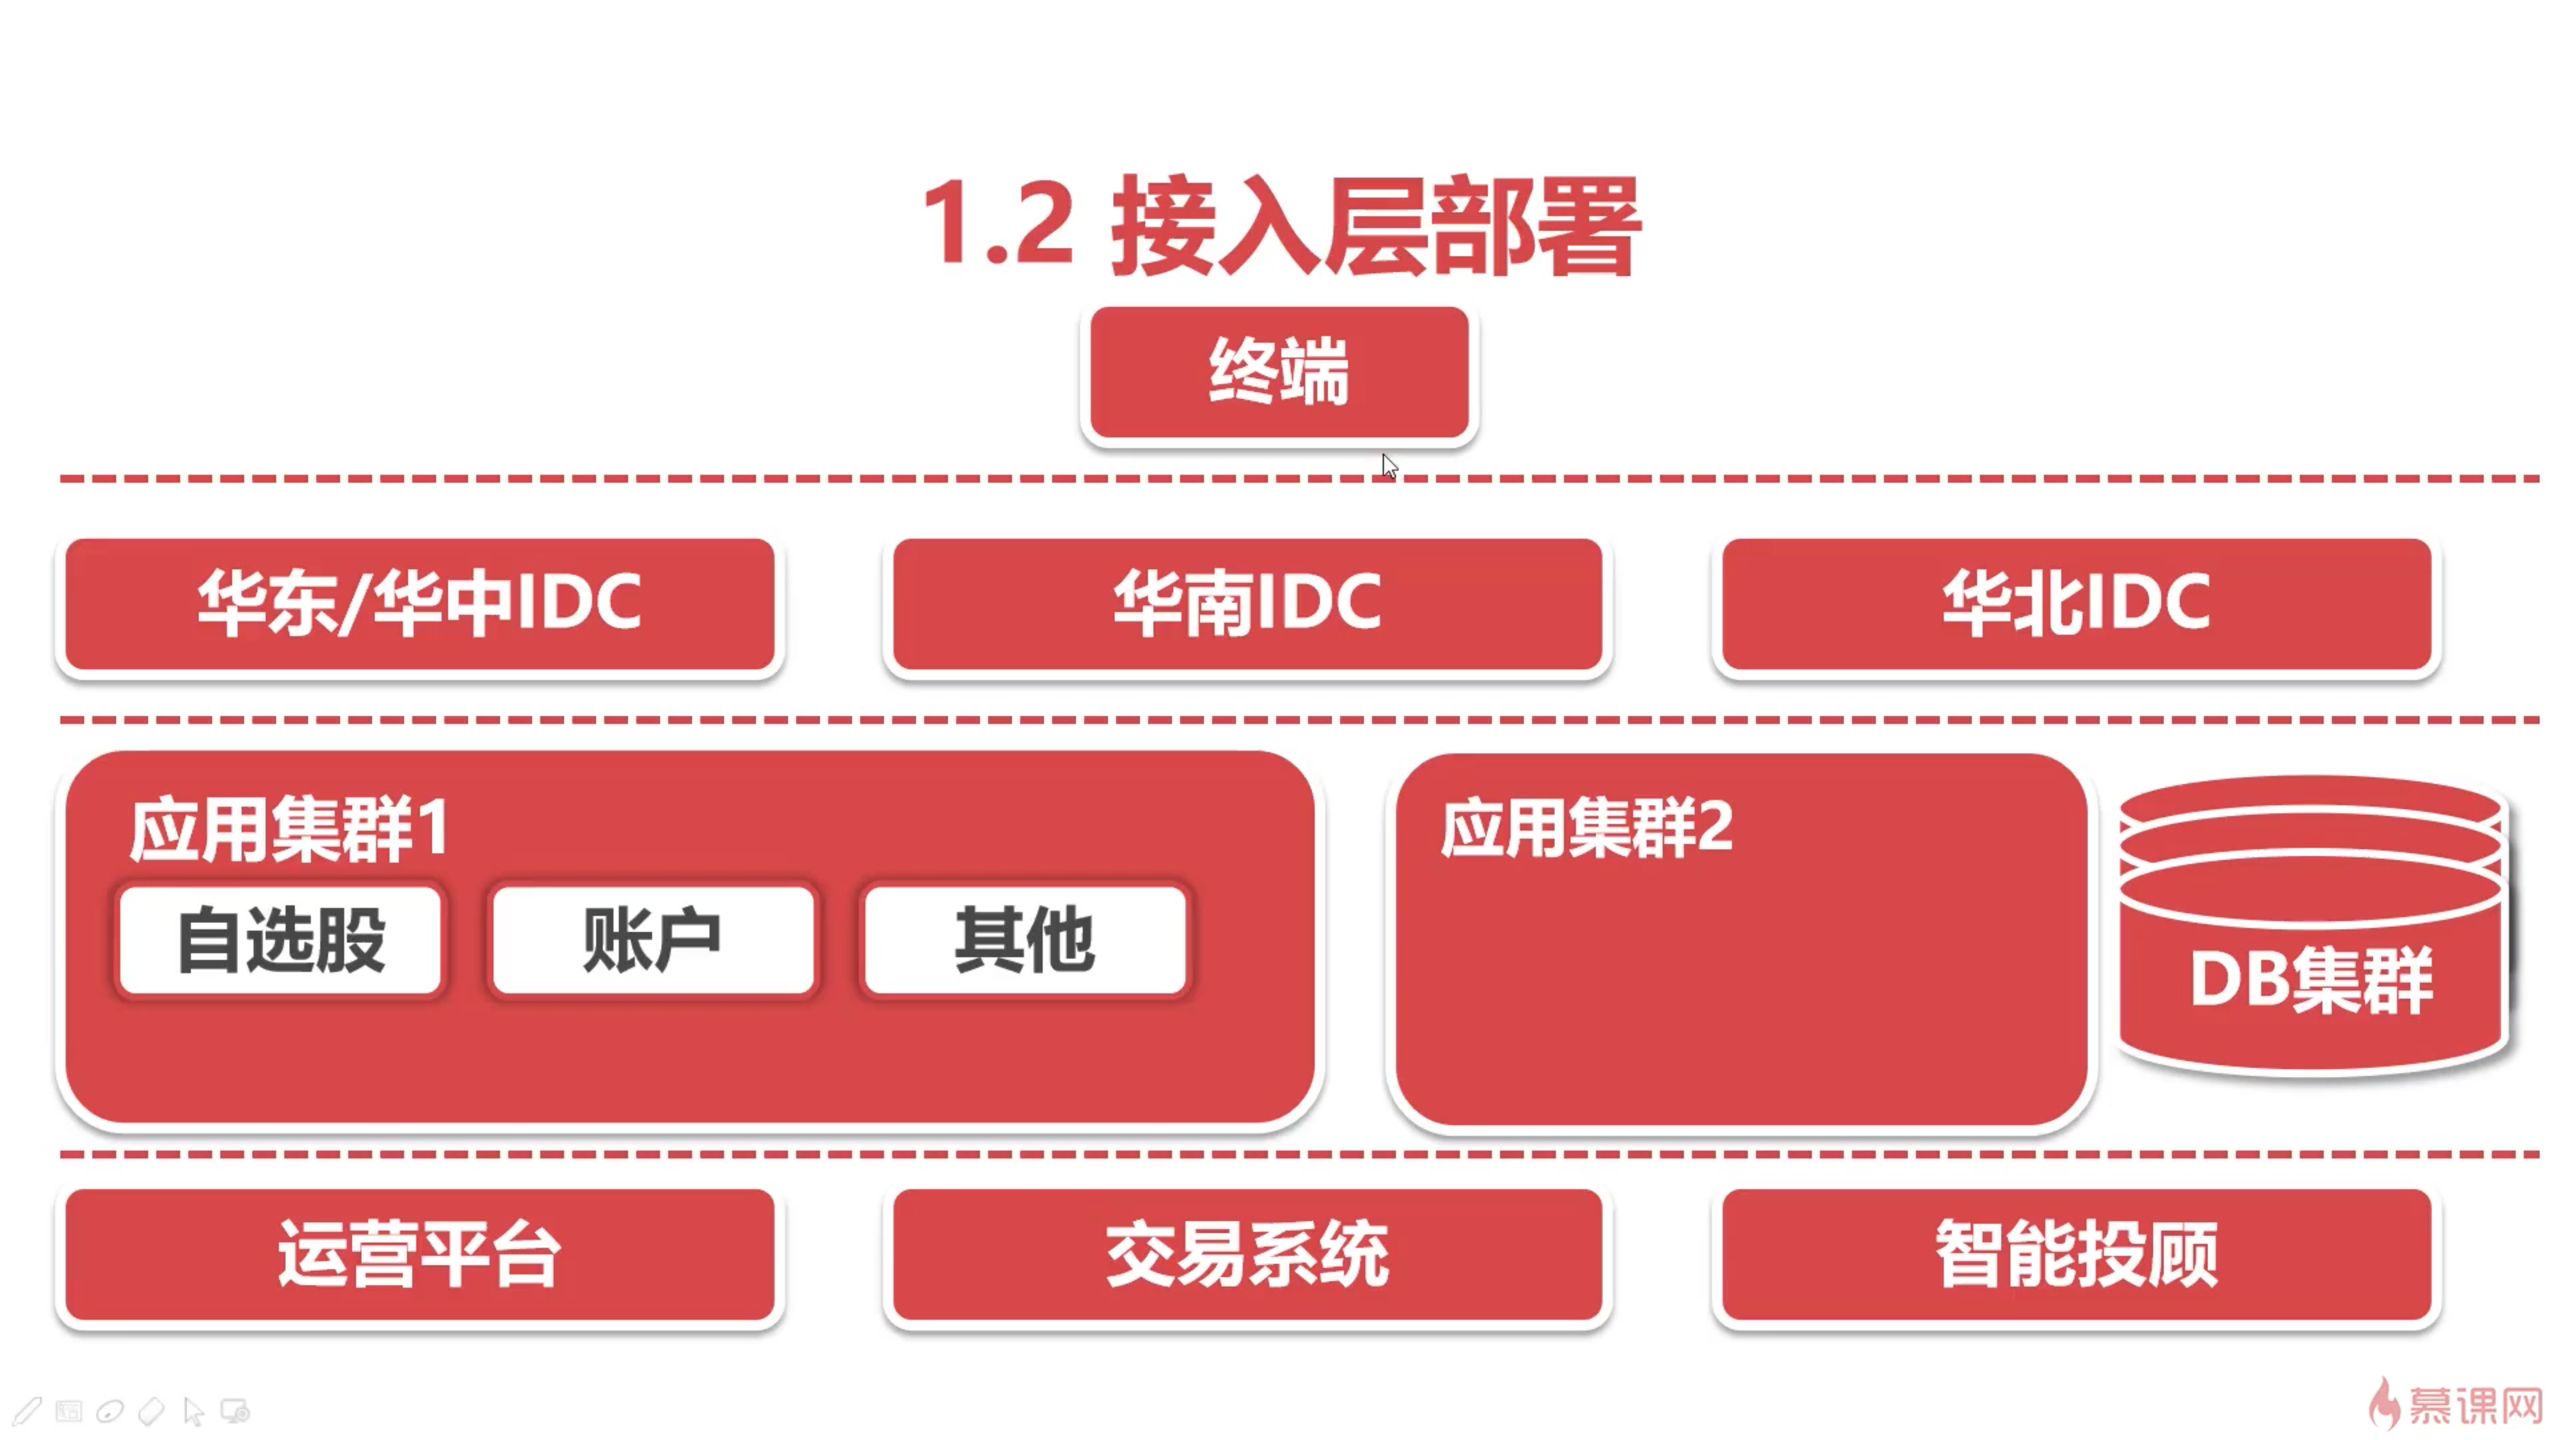 1.2 接入层部署
终端
华东/华中IDC
华南IDC
华北IDC
应用集群1
自选股
账户
其他
应用集群2
DB集群
运营平台
交易系统
智能投顾
慕课网